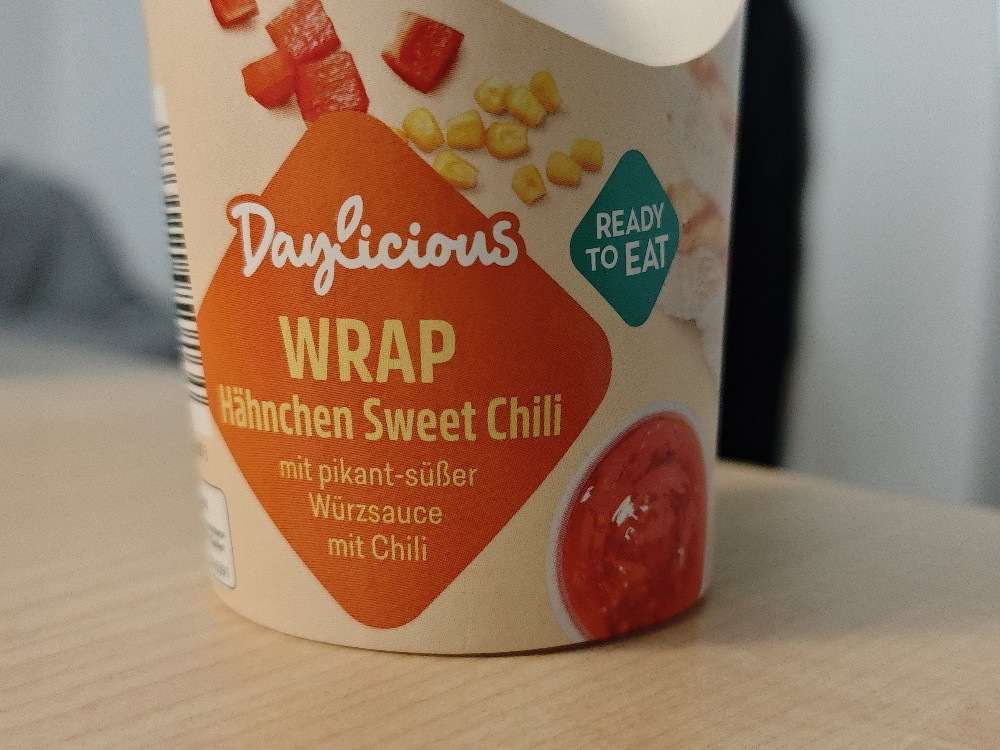 Daylicious
READY
TO EAT
WRAP
Hähnchen Sweet Chili
mit pikant-süßer
Würzsauce
mit Chili